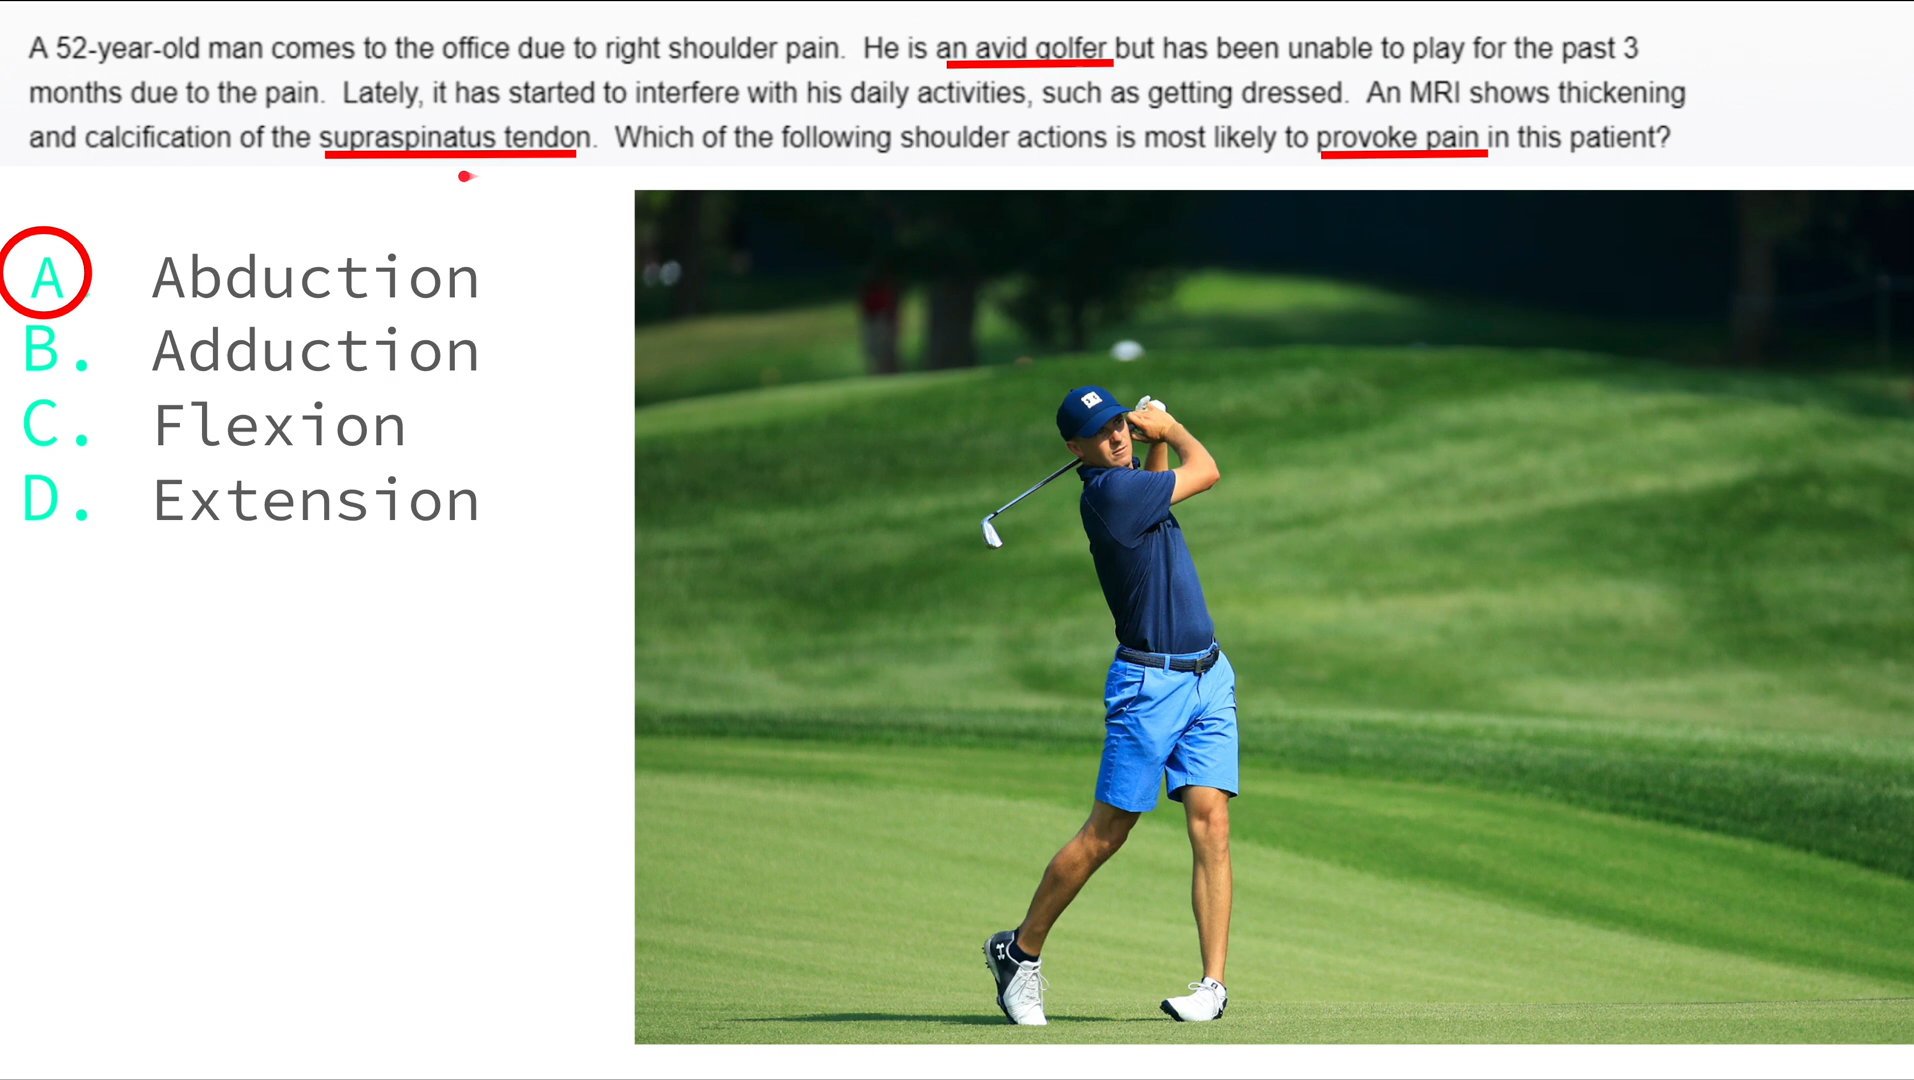 A 52-year-old man comes to the office due to right shoulder pain.  He is an avid golfer but has been unable to play for the past 3
months due to the pain.  Lately, it has started to interfere with his daily activities, such as getting dressed.  An MRI shows thickening
and calcification of the supraspinatus tendon.  Which of the following shoulder actions is most likely to provoke pain in this patient?
A Abduction
B. Adduction
C. Flexion
D. Extension